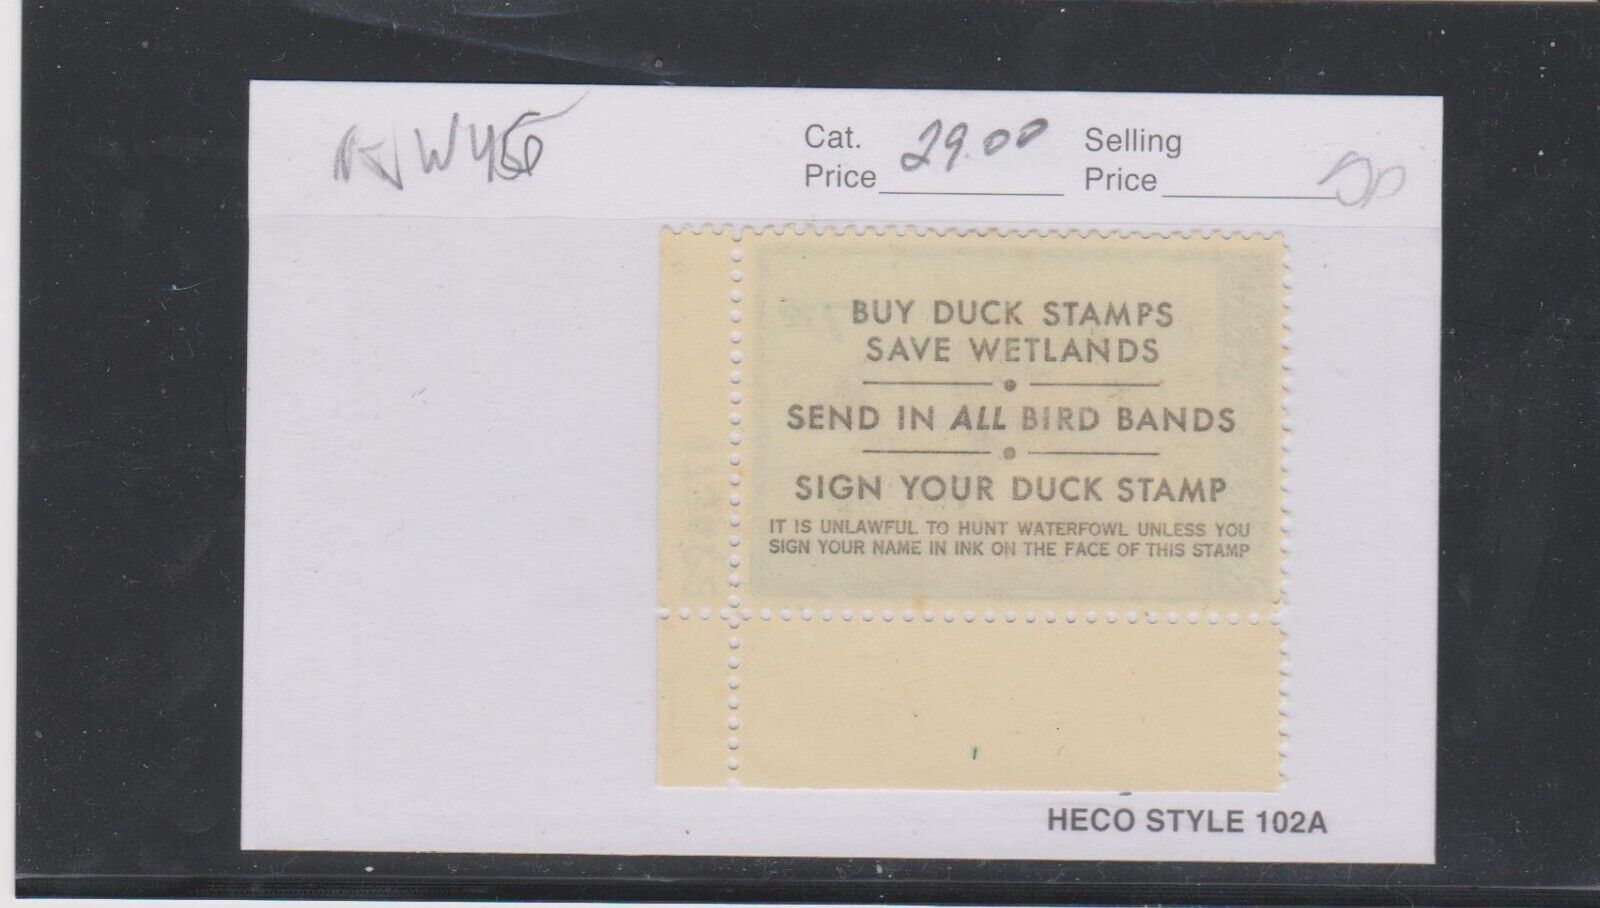 RW46
Cat. 29.00 Selling
Price Price
BUY DUCK STAMPS
SAVE WETLANDS
SEND IN ALL BIRD BANDS
SIGN YOUR DUCK STAMP
IT IS UNLAWFUL TO HUNT WATERFOWL UNLESS YOU
SIGN YOUR NAME IN INK ON THE FACE OF THIS STAMP
HECO STYLE 102A